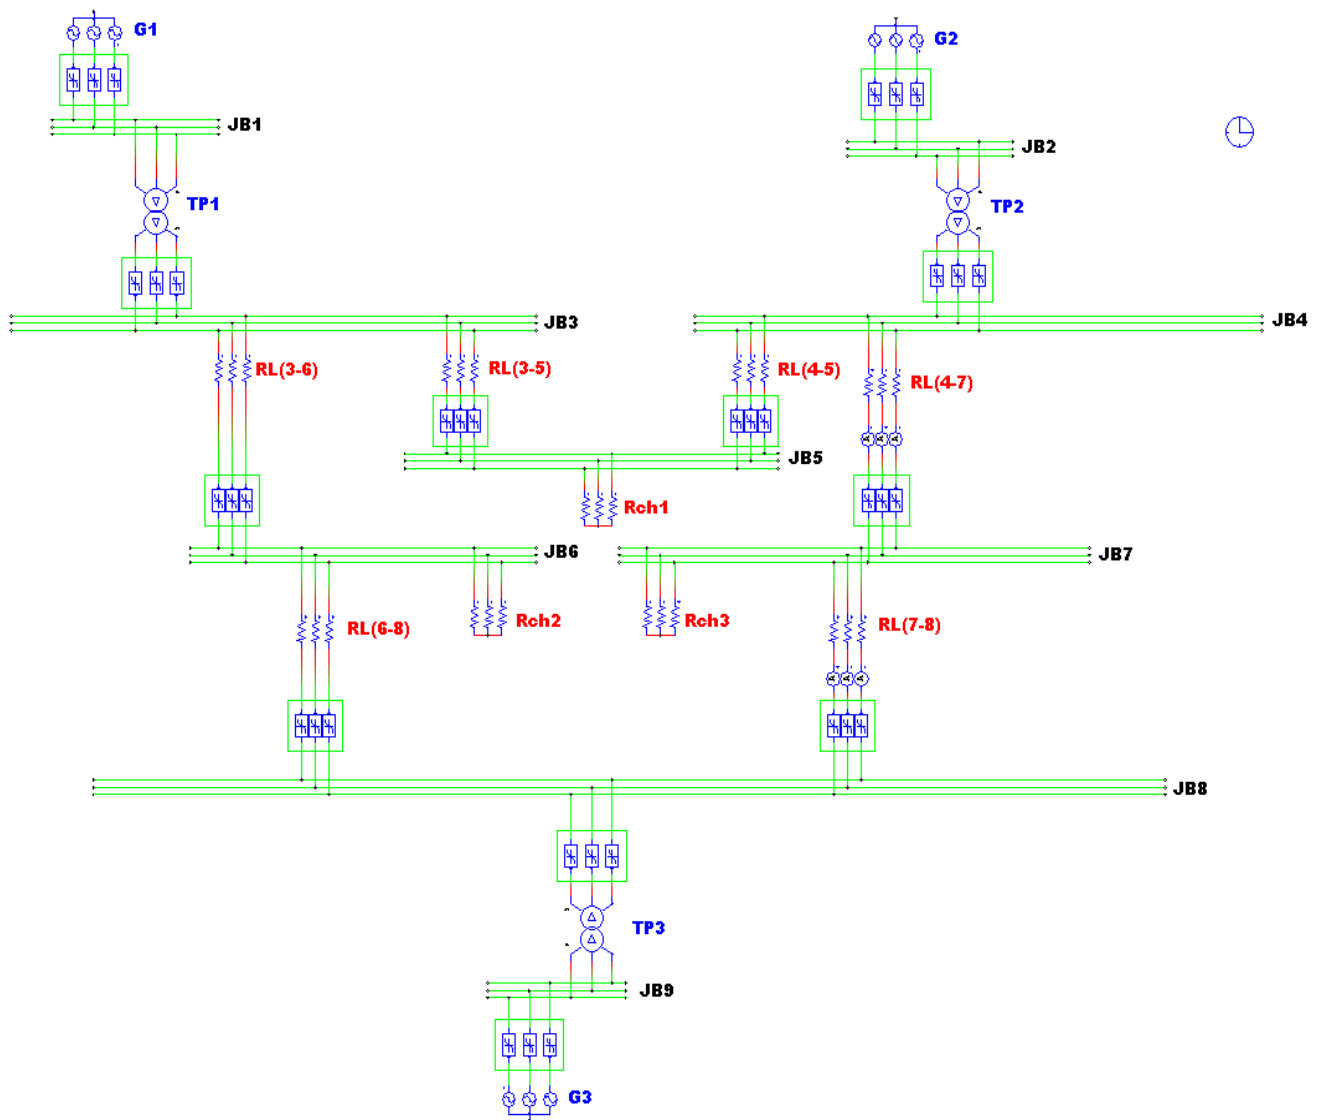 G1
G2
JB1
JB2
TP1
TP2
JB3
JB4
RL(3-6)
RL(3-5)
RL(4-5)
RL(4-7)
A A A
JB5
Rch1
JB6
JB7
Rch2
Rch3
RL(6-8)
RL(7-8)
A A A
JB8
TP3
JB9
G3